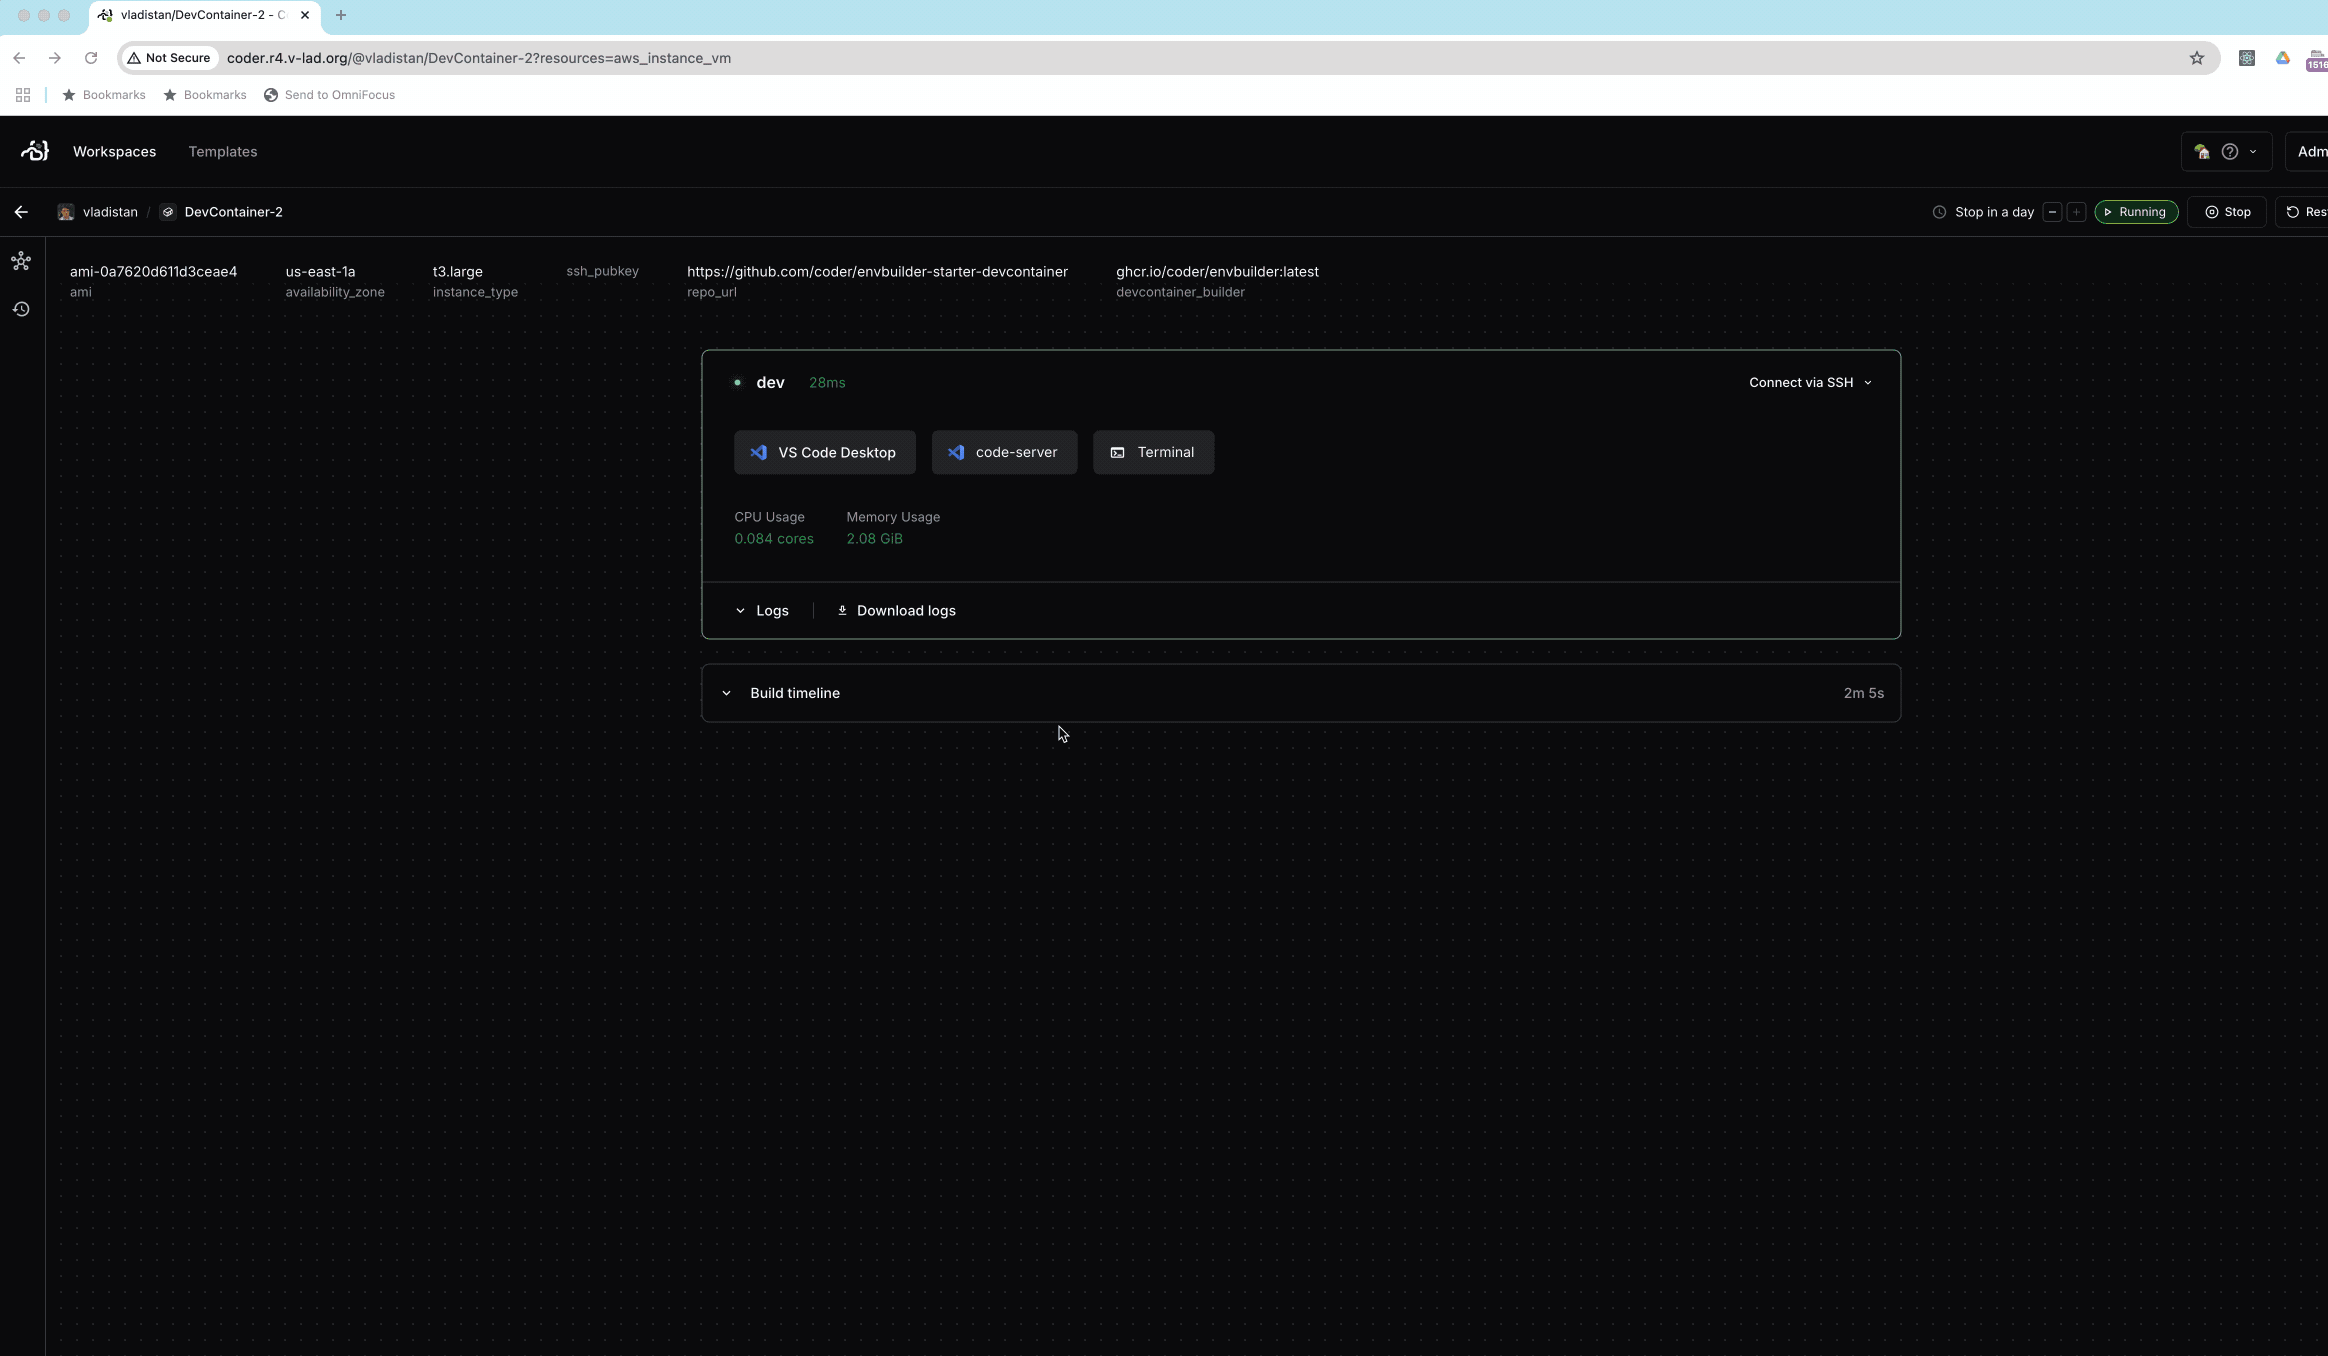 vladistan/DevContainer-2 - C
Not Secure coder.r4.v-lad.org/@vladistan/DevContainer-2?resources=aws_instance_vm
1516
Bookmarks Bookmarks Send to OmniFocus
Workspaces Templates
Adm
vladistan / DevContainer-2 Stop in a day Running Stop Res
ami-0a7620d611d3ceae4 us-east-1a t3.large ssh_pubkey https://github.com/coder/envbuilder-starter-devcontainer ghcr.io/coder/envbuilder:latest
ami availability_zone instance_type repo_url devcontainer_builder
dev 28ms Connect via SSH
VS Code Desktop code-server Terminal
CPU Usage Memory Usage
0.084 cores 2.08 GiB
Logs Download logs
Build timeline 2m 5s